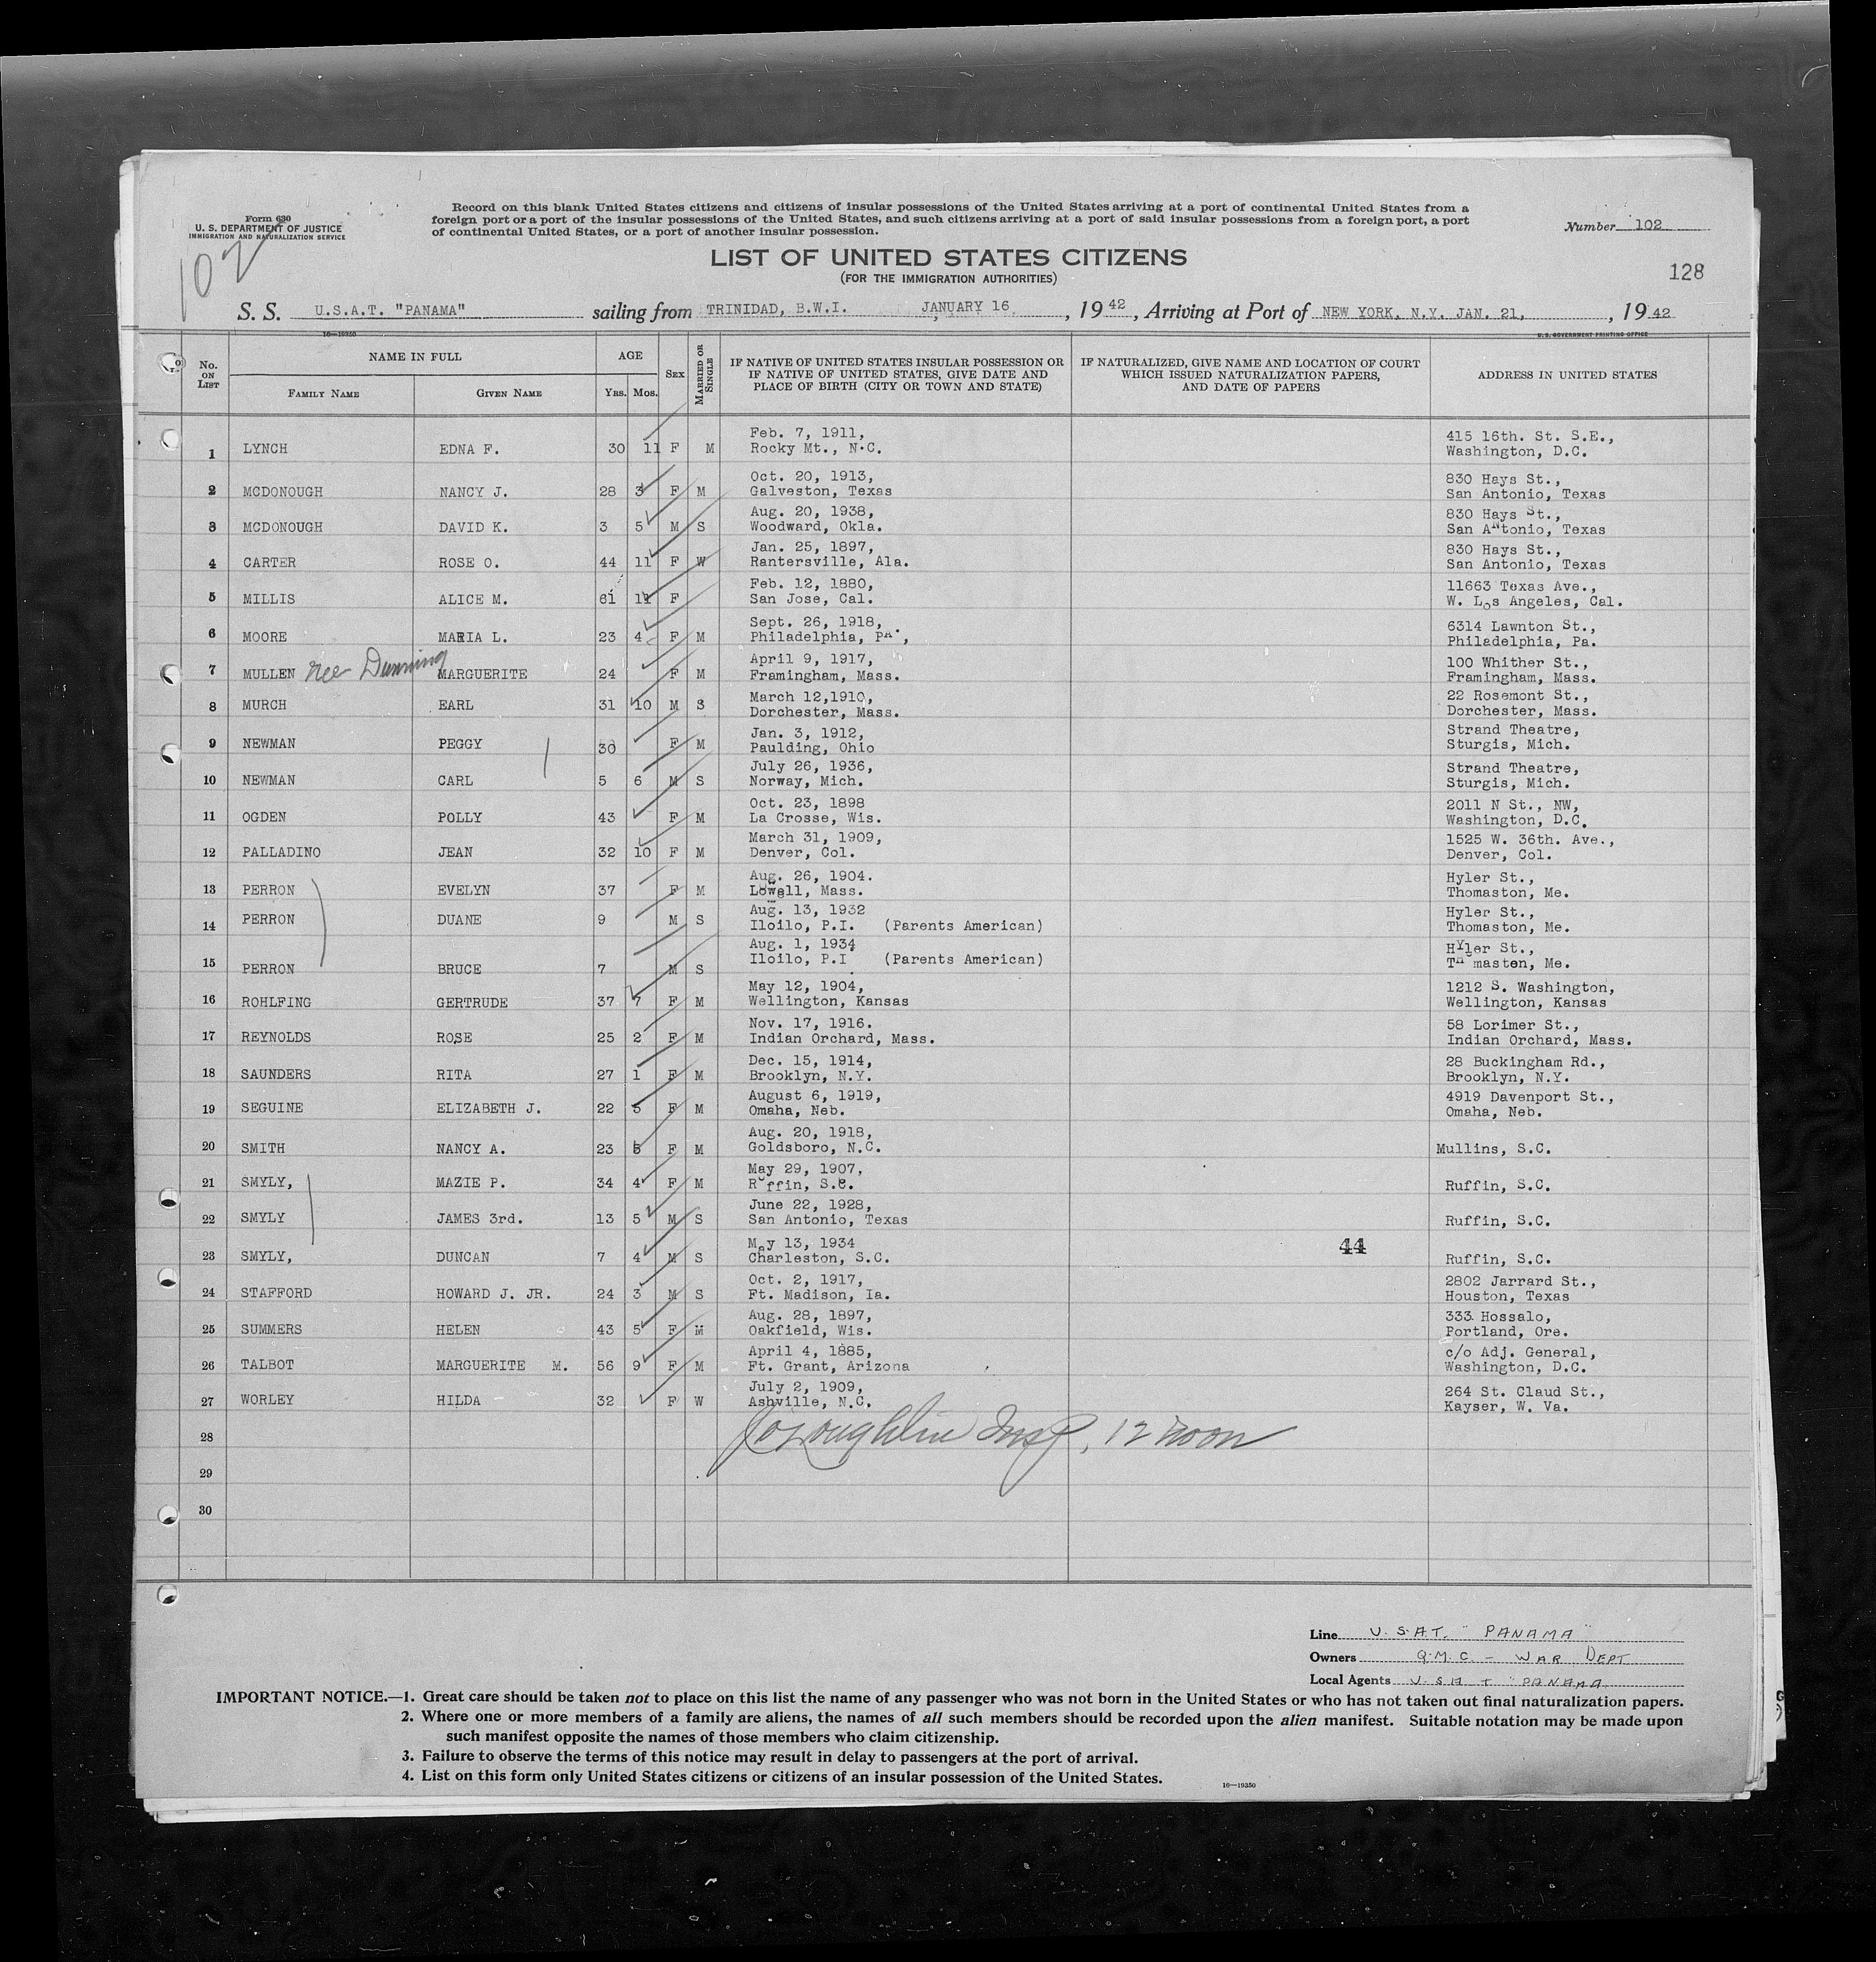 Form 630
U. S. DEPARTMENT OF JUSTICE
IMMIGRATION AND NATURALIZATION SERVICE
102
Record on this blank United States citizens and citizens of insular possessions of the United States arriving at a port of continental United States from a
foreign port or a port of the insular possessions of the United States, and such citizens arriving at a port of said insular possessions from a foreign port, a port
of continental United States, or a port of another insular possession.
Number 102
LIST OF UNITED STATES CITIZENS
(FOR THE IMMIGRATION AUTHORITIES)
128
S. S. U.S.A.T. "PANAMA" sailing from TRINIDAD, B.W.I. JANUARY 16, 1942, Arriving at Port of NEW YORK, N.Y. JAN. 21, 1942
16—19350
U. S. GOVERNMENT PRINTING OFFICE
No. ON LIST NAME IN FULL AGE SEX MARRIED OR SINGLE IF NATIVE OF UNITED STATES INSULAR POSSESSION OR IF NATIVE OF UNITED STATES, GIVE DATE AND PLACE OF BIRTH (CITY OR TOWN AND STATE) IF NATURALIZED, GIVE NAME AND LOCATION OF COURT WHICH ISSUED NATURALIZATION PAPERS, AND DATE OF PAPERS ADDRESS IN UNITED STATES
FAMILY NAME GIVEN NAME YRS. MOS.
1 LYNCH EDNA F. 30 11 F M Feb. 7, 1911, Rocky Mt., N.C. 415 16th. St. S.E., Washington, D.C.
2 MCDONOUGH NANCY J. 28 3 F M Oct. 20, 1913, Galveston, Texas 830 Hays St., San Antonio, Texas
3 MCDONOUGH DAVID K. 3 5 M S Aug. 20, 1938, Woodward, Okla. 830 Hays St., San Antonio, Texas
4 CARTER ROSE O. 44 11 F W Jan. 25, 1897, Rantersville, Ala. 830 Hays St., San Antonio, Texas
5 MILLIS ALICE M. 61 11 F Feb. 12, 1880, San Jose, Cal. 11663 Texas Ave., W. Los Angeles, Cal.
6 MOORE MARIA L. 23 4 F M Sept. 26, 1918, Philadelphia, PA., 6314 Lawnton St., Philadelphia, Pa.
7 MULLEN nee Dunning MARGUERITE 24 F M April 9, 1917, Framingham, Mass. 100 Whither St., Framingham, Mass.
8 MURCH EARL 31 10 M S March 12,1910, Dorchester, Mass. 22 Rosemont St., Dorchester, Mass.
9 NEWMAN PEGGY 30 F M Jan. 3, 1912, Paulding, Ohio Strand Theatre, Sturgis, Mich.
10 NEWMAN CARL 5 6 M S July 26, 1936, Norway, Mich. Strand Theatre, Sturgis, Mich.
11 OGDEN POLLY 43 F M Oct. 23, 1898 La Crosse, Wis. 2011 N St., NW, Washington, D.C.
12 PALLADINO JEAN 32 10 F M March 31, 1909, Denver, Col. 1525 W. 36th. Ave., Denver, Col.
13 PERRON EVELYN 37 F M Aug. 26, 1904. Lowell, Mass. Hyler St., Thomaston, Me.
14 PERRON DUANE 9 M S Aug. 13, 1932 Iloilo, P.I. (Parents American) Hyler St., Thomaston, Me.
15 PERRON BRUCE 7 M S Aug. 1, 1934 Iloilo, P.I (Parents American) Hyler St., Thmasten, Me.
16 ROHLFING GERTRUDE 37 7 F M May 12, 1904, Wellington, Kansas 1212 S. Washington, Wellington, Kansas
17 REYNOLDS ROSE 25 2 F M Nov. 17, 1916. Indian Orchard, Mass. 58 Lorimer St., Indian Orchard, Mass.
18 SAUNDERS RITA 27 1 F M Dec. 15, 1914, Brooklyn, N.Y. 28 Buckingham Rd., Brooklyn, N.Y.
19 SEGUINE ELIZABETH J. 22 5 F M August 6, 1919, Omaha, Neb. 4919 Davenport St., Omaha, Neb.
20 SMITH NANCY A. 23 5 F M Aug. 20, 1918, Goldsboro, N.C. Mullins, S.C.
21 SMYLY, MAZIE P. 34 4 F M May 29, 1907, Ruffin, S.C. Ruffin, S.C.
22 SMYLY JAMES 3rd. 13 5 M S June 22, 1928, San Antonio, Texas Ruffin, S.C.
23 SMYLY, DUNCAN 7 4 M S May 13, 1934 Charleston, S.C. 44 Ruffin, S.C.
24 STAFFORD HOWARD J. JR. 24 3 M S Oct. 2, 1917, Ft. Madison, Ia. 2802 Jarrard St., Houston, Texas
25 SUMMERS HELEN 43 5 F M Aug. 28, 1897, Oakfield, Wis. 333 Hossalo, Portland, Ore.
26 TALBOT MARGUERITE M. 56 9 F M April 4, 1885, Ft. Grant, Arizona c/o Adj. General, Washington, D.C.
27 WORLEY HILDA 32 F W July 2, 1909, Ashville, N.C. 264 St. Claud St., Kayser, W. Va.
28 Insp, 12 noon
29
30
Line U.S.A.T. "PANAMA"
Owners Q.M.C. - WAR DEPT
Local Agents U S A T "PANAMA
IMPORTANT NOTICE.—1. Great care should be taken not to place on this list the name of any passenger who was not born in the United States or who has not taken out final naturalization papers.
2. Where one or more members of a family are aliens, the names of all such members should be recorded upon the alien manifest. Suitable notation may be made upon
such manifest opposite the names of those members who claim citizenship.
3. Failure to observe the terms of this notice may result in delay to passengers at the port of arrival.
4. List on this form only United States citizens or citizens of an insular possession of the United States.
16—19350